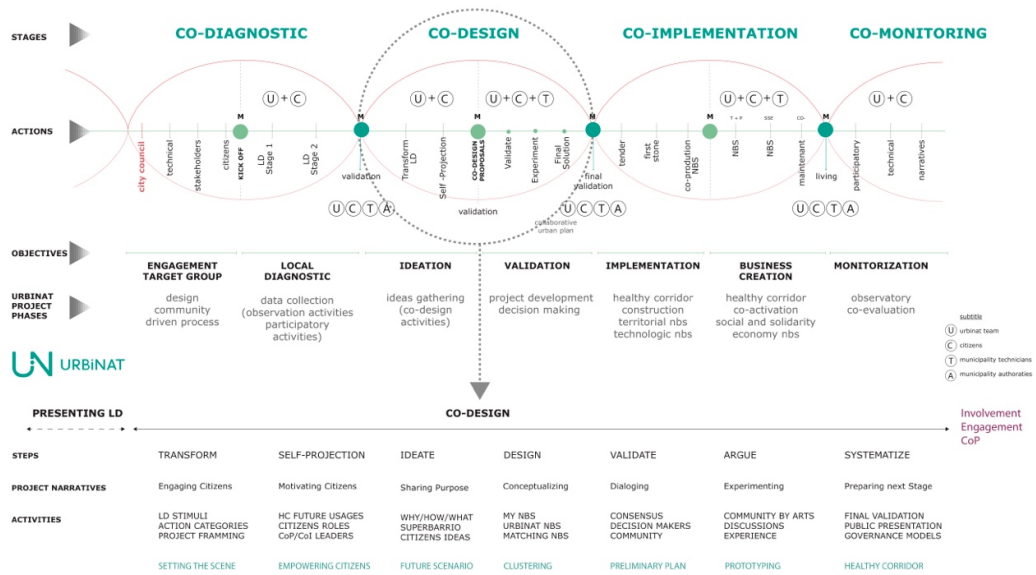 STAGES
CO-DIAGNOSTIC
CO-DESIGN
CO-IMPLEMENTATION
CO-MONITORING
U + C
U + C
U + C + T
U + C + T
U + C
ACTIONS
M
M
M
M
M
M
T + P
SSE
CO-
city council
technical
stakeholders
citizens
KICK OFF
LD
Stage 1
LD
Stage 2
validation
Transform
LD
Self -Projection
CO-DESIGN
PROPOSALS
validation
Validate
Experiment
Final
Solution
final
validation
tender
first
stone
co-production
NBS
NBS
NBS
maintenant
living
participatory
technical
narratives
U C T A
U C T A
U C T A
collaborative
urban plan
OBJECTIVES
ENGAGEMENT
TARGET GROUP
LOCAL
DIAGNOSTIC
IDEATION
VALIDATION
IMPLEMENTATION
BUSINESS
CREATION
MONITORIZATION
URBINAT
PROJECT
PHASES
design
community
driven process
data collection
(observation activities
participatory
activities)
ideas gathering
(co-design
activities)
project development
decision making
healthy corridor
construction
territorial nbs
technologic nbs
healthy corridor
co-activation
social and solidarity
economy nbs
observatory
co-evaluation
subtitle
U urbinat team
C citizens
T municipality technicians
A municipality authoraties
UN URBiNAT
PRESENTING LD
CO-DESIGN
Involvement
Engagement
CoP
STEPS
TRANSFORM
SELF-PROJECTION
IDEATE
DESIGN
VALIDATE
ARGUE
SYSTEMATIZE
PROJECT NARRATIVES
Engaging Citizens
Motivating Citizens
Sharing Purpose
Conceptualizing
Dialoging
Experimenting
Preparing next Stage
ACTIVITIES
LD STIMULI
ACTION CATEGORIES
PROJECT FRAMMING
HC FUTURE USAGES
CITIZENS ROLES
CoP/CoI LEADERS
WHY/HOW/WHAT
SUPERBARRIO
CITIZENS IDEAS
MY NBS
URBINAT NBS
MATCHING NBS
CONSENSUS
DECISION MAKERS
COMMUNITY
COMMUNITY BY ARTS
DISCUSSIONS
EXPERIENCE
FINAL VALIDATION
PUBLIC PRESENTATION
GOVERNANCE MODELS
SETTING THE SCENE
EMPOWERING CITIZENS
FUTURE SCENARIO
CLUSTERING
PRELIMINARY PLAN
PROTOTYPING
HEALTHY CORRIDOR